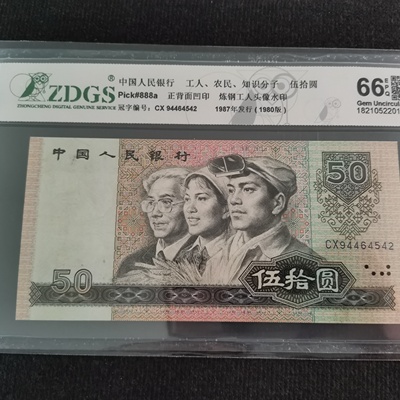 ZDGS
ZHONGCHENG DIGITAL GENUINE SERVICE
中国人民银行 工人、农民、知识分子 伍拾圆
Pick#888a 正背面凹印 炼钢工人头像水印
冠字编号: CX 94464542 1987年发行(1980版)
66 EPQ
Gem Uncircul
1821052201
中国人民银行
50
CX94464542
50
伍拾圆